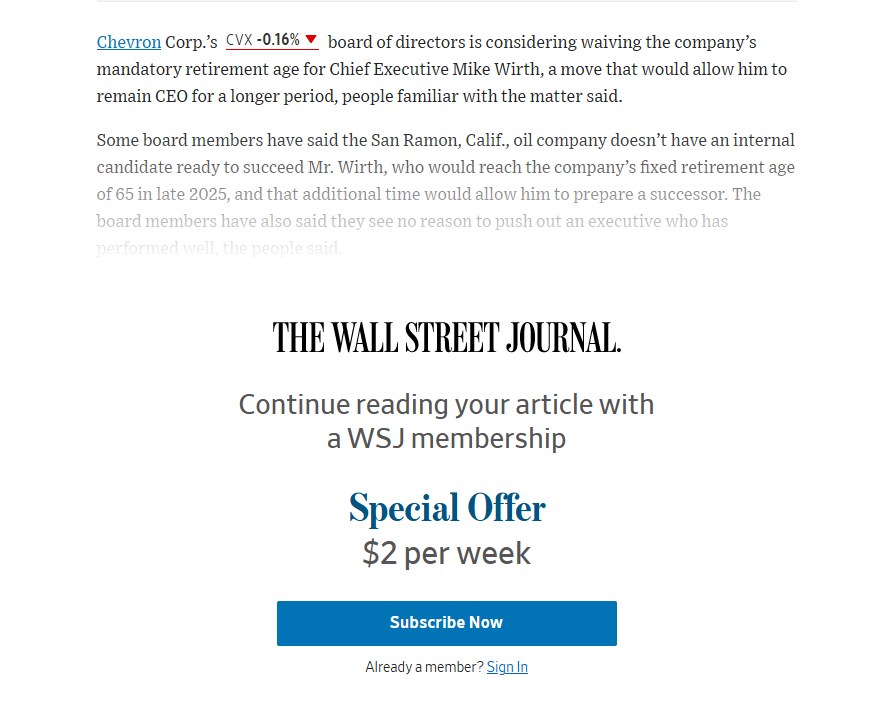 Chevron Corp.’s CVX -0.16% ▼ board of directors is considering waiving the company’s
mandatory retirement age for Chief Executive Mike Wirth, a move that would allow him to
remain CEO for a longer period, people familiar with the matter said.
Some board members have said the San Ramon, Calif., oil company doesn’t have an internal
candidate ready to succeed Mr. Wirth, who would reach the company’s fixed retirement age
of 65 in late 2025, and that additional time would allow him to prepare a successor. The
board members have also said they see no reason to push out an executive who has
performed well, the people said.
THE WALL STREET JOURNAL.
Continue reading your article with
a WSJ membership
Special Offer
$2 per week
Subscribe Now
Already a member? Sign In